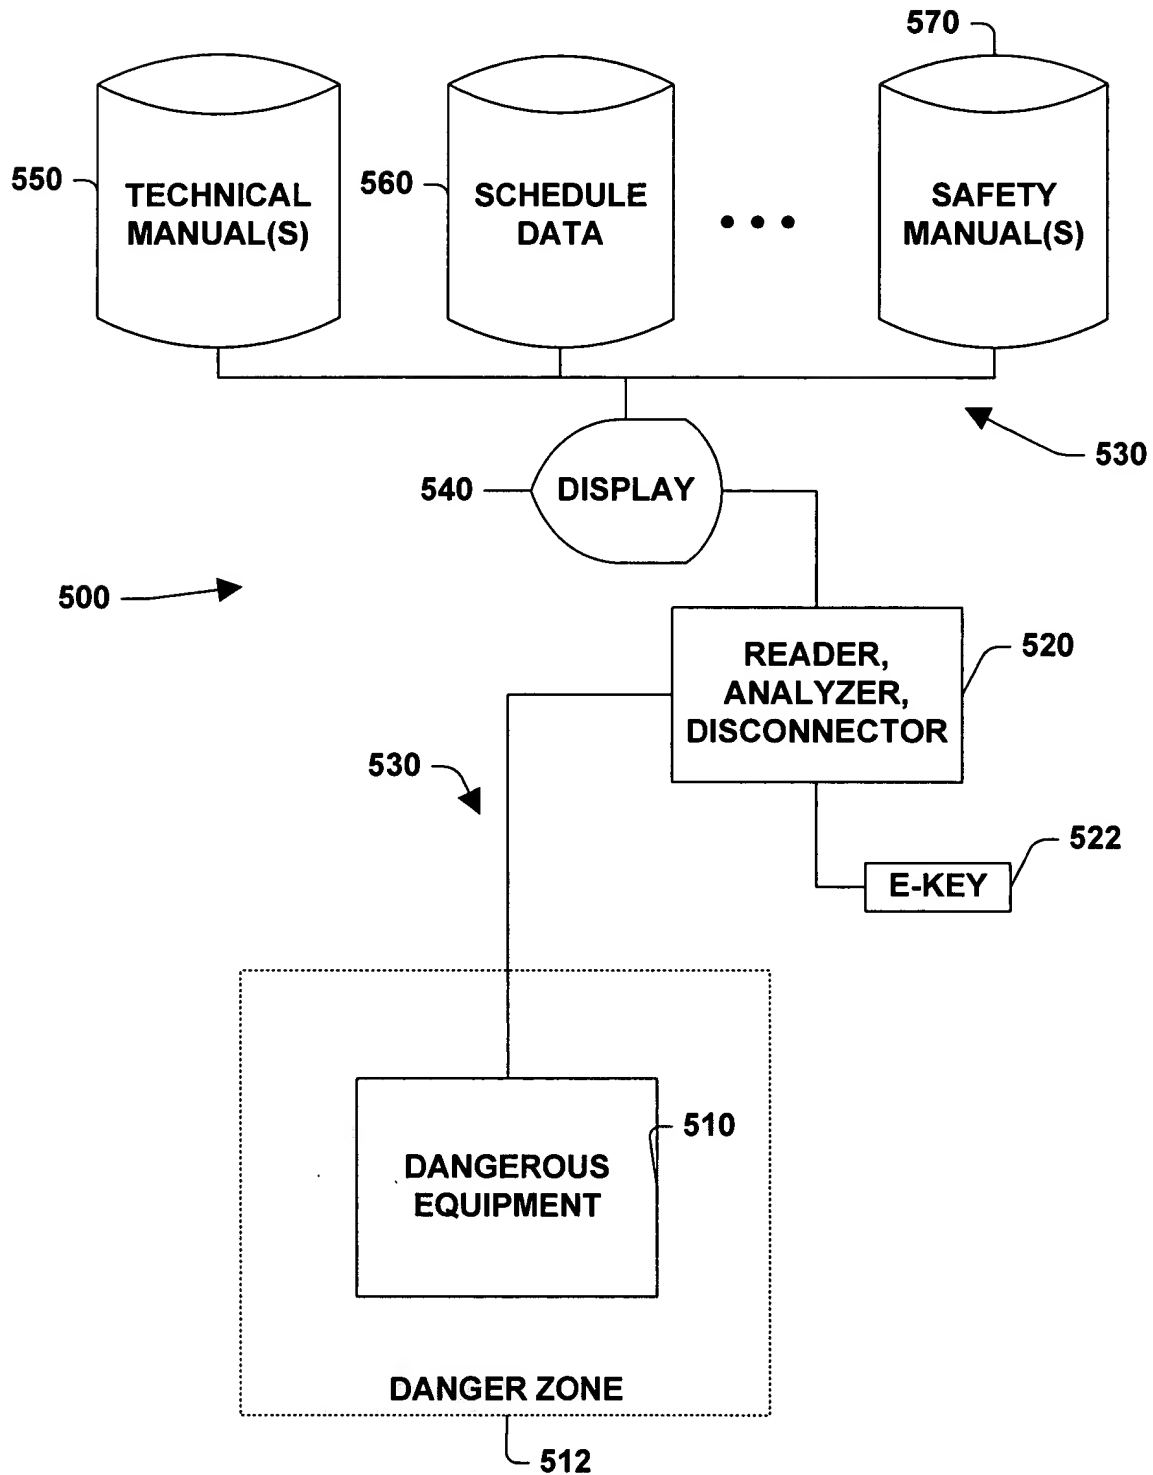 570
550
TECHNICAL
MANUAL(S)
560
SCHEDULE
DATA
SAFETY
MANUAL(S)
530
540
DISPLAY
500
READER,
ANALYZER,
DISCONNECTOR
520
530
522
E-KEY
510
DANGEROUS
EQUIPMENT
DANGER ZONE
512